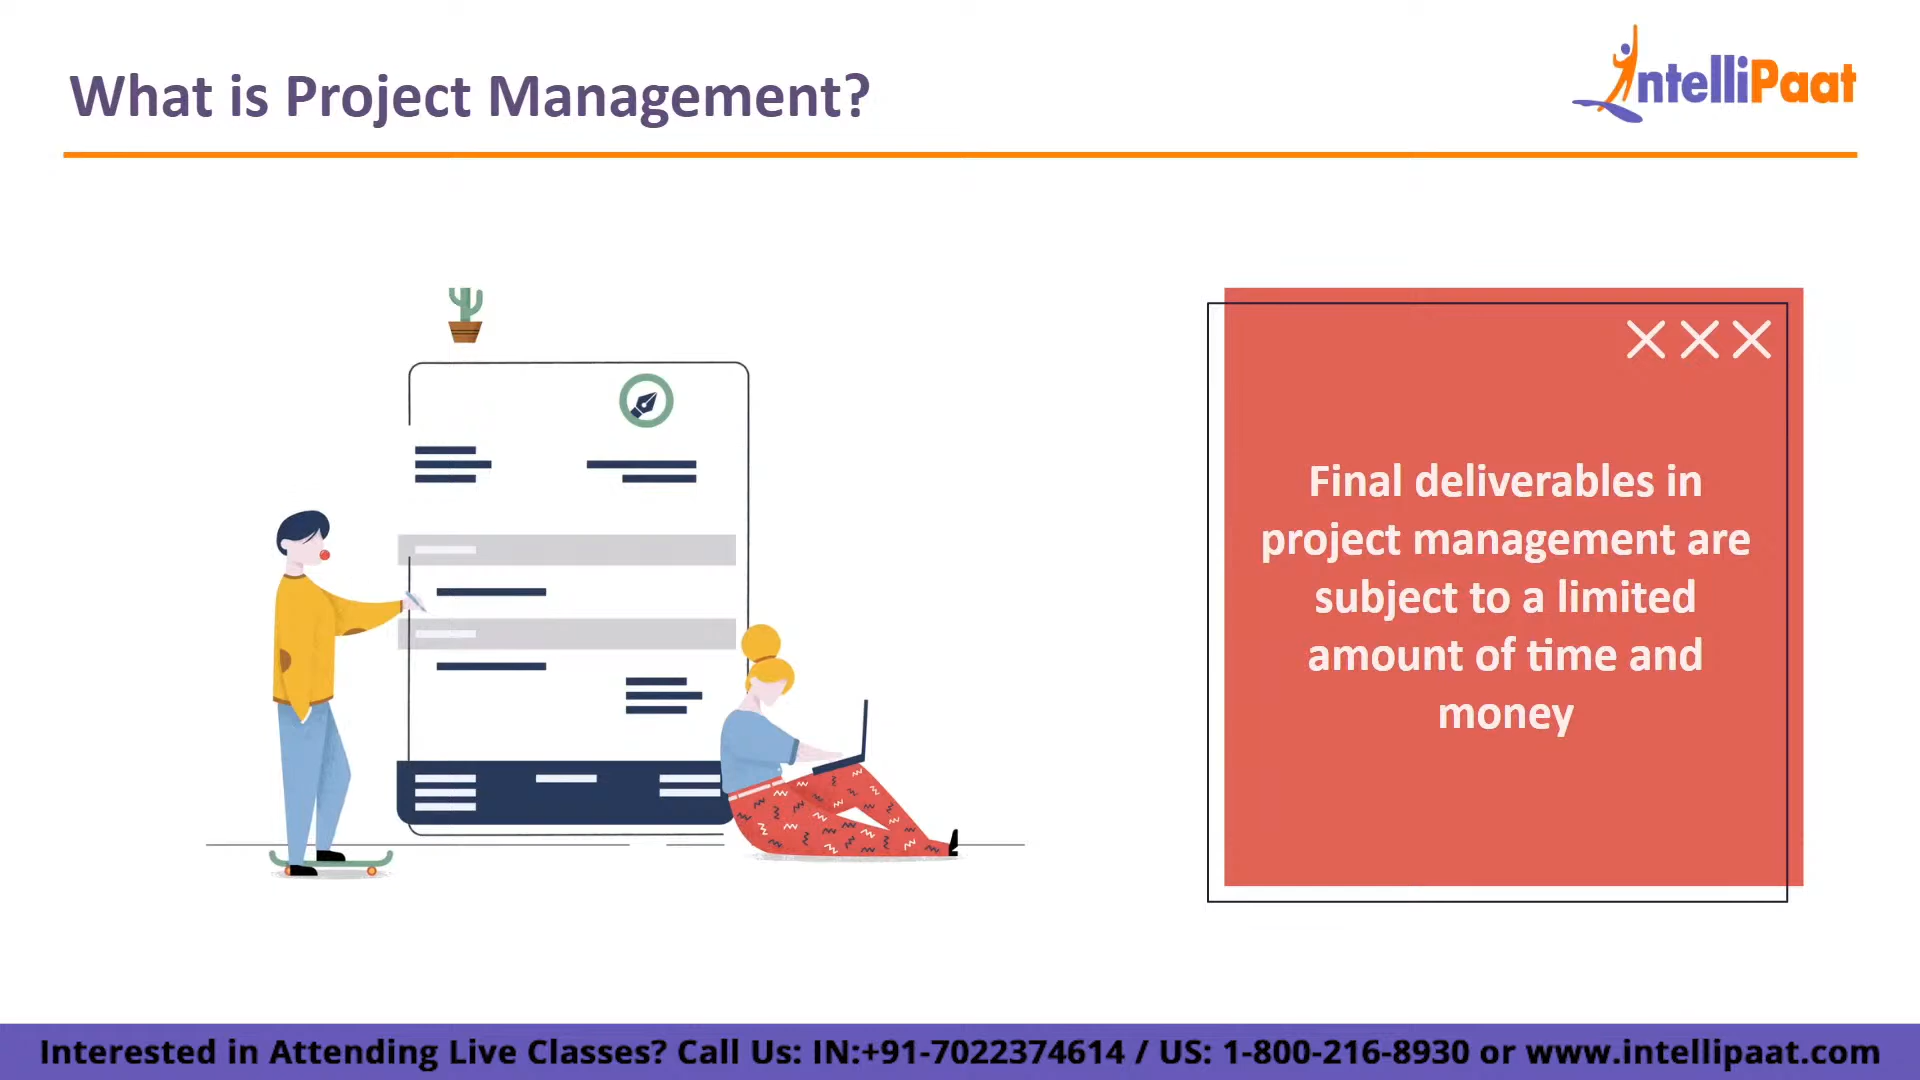 What is Project Management?
IntelliPaat
Final deliverables in
project management are
subject to a limited
amount of time and
money
Interested in Attending Live Classes? Call Us: IN:+91-7022374614 / US: 1-800-216-8930 or www.intellipaat.com